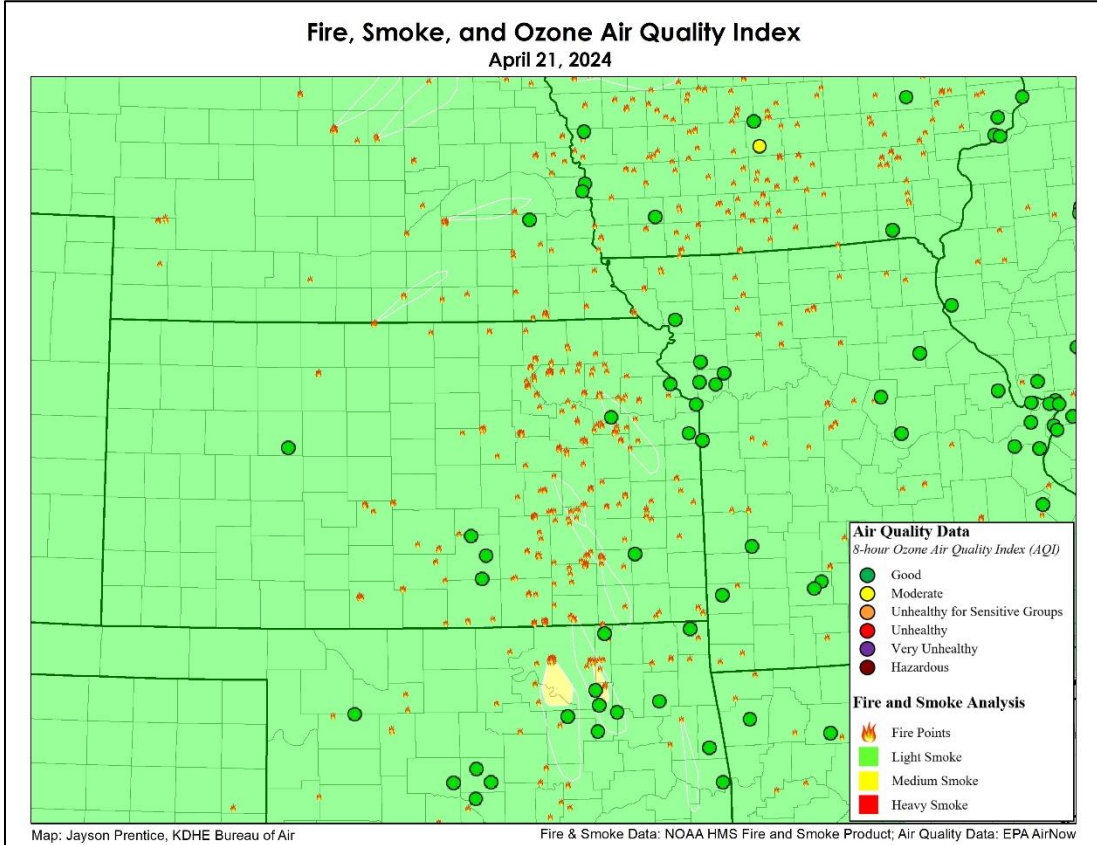 Fire, Smoke, and Ozone Air Quality Index
April 21, 2024
Air Quality Data
8-hour Ozone Air Quality Index (AQI)
Good
Moderate
Unhealthy for Sensitive Groups
Unhealthy
Very Unhealthy
Hazardous
Fire and Smoke Analysis
Fire Points
Light Smoke
Medium Smoke
Heavy Smoke
Map: Jayson Prentice, KDHE Bureau of Air
Fire & Smoke Data: NOAA HMS Fire and Smoke Product; Air Quality Data: EPA AirNow